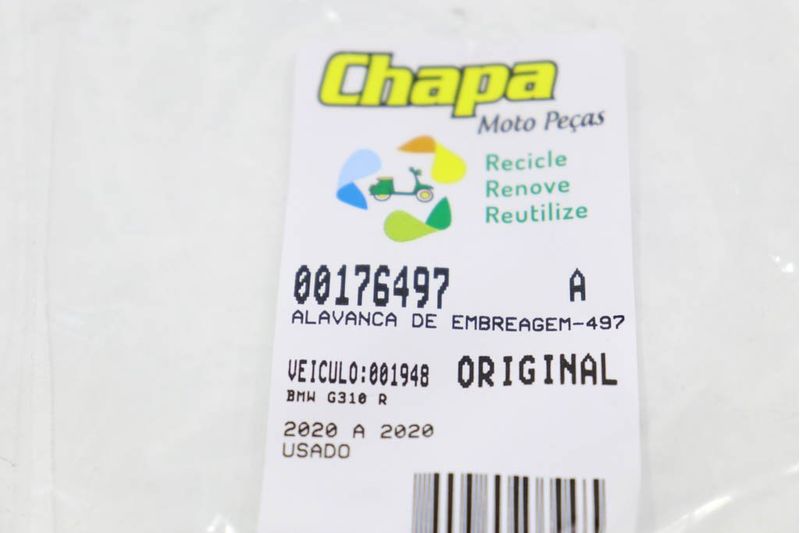 Chapa
Moto Peças
Recicle
Renove
Reutilize
00176497 A
ALAVANCA DE EMBREAGEM-497
VEICULO:001948 ORIGINAL
BMW G310 R
2020 A 2020
USADO